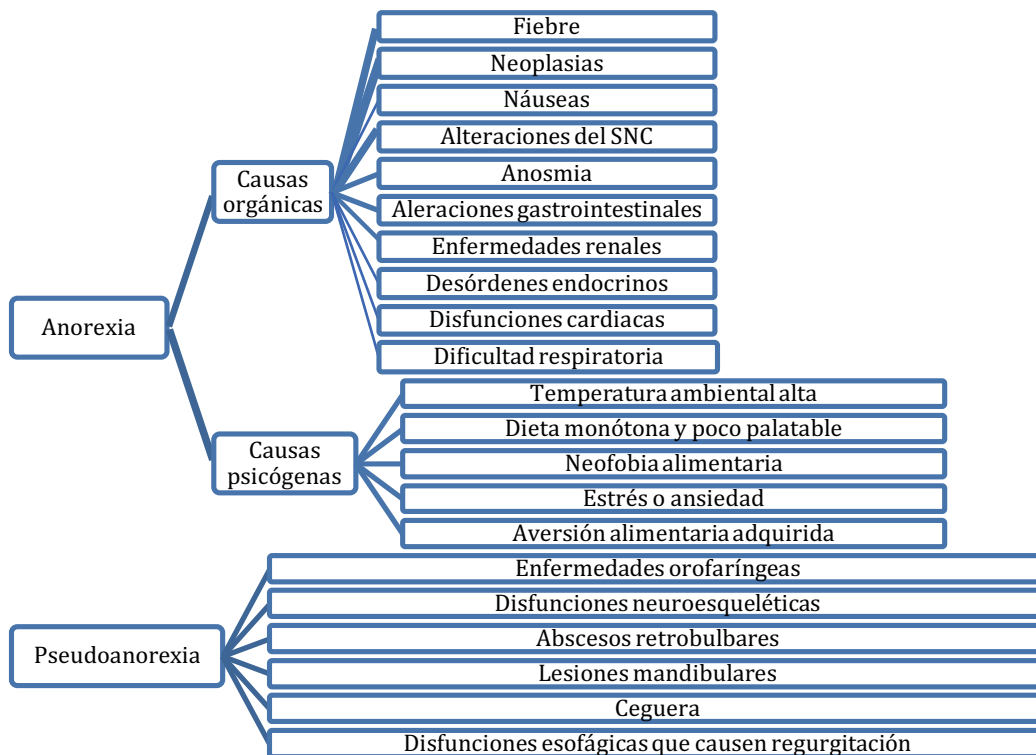 Fiebre
Neoplasias
Náuseas
Alteraciones del SNC
Causas
orgánicas
Anosmia
Aleraciones gastrointestinales
Enfermedades renales
Desórdenes endocrinos
Anorexia
Disfunciones cardiacas
Dificultad respiratoria
Temperatura ambiental alta
Dieta monótona y poco palatable
Causas
psicógenas
Neofobia alimentaria
Estrés o ansiedad
Aversión alimentaria adquirida
Enfermedades orofaríngeas
Disfunciones neuroesqueléticas
Pseudoanorexia
Abscesos retrobulbares
Lesiones mandibulares
Ceguera
Disfunciones esofágicas que causen regurgitación